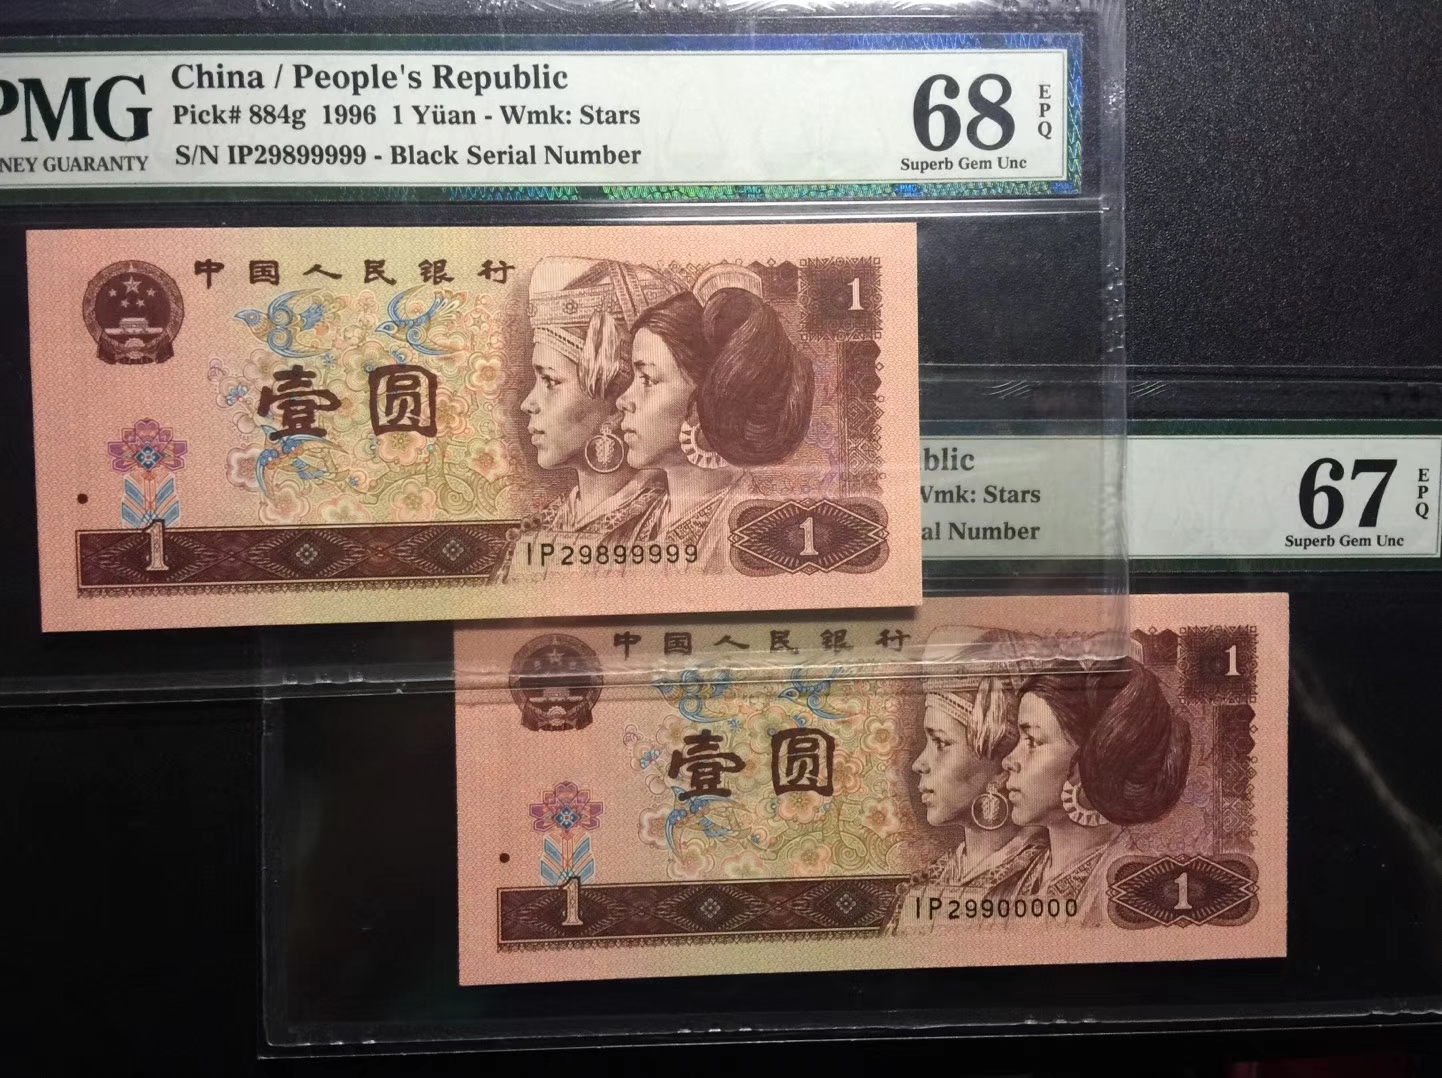 PMG
NEY GUARANTY
China / People's Republic
Pick# 884g 1996 1 Yüan - Wmk: Stars
S/N IP29899999 - Black Serial Number
68
EPQ
Superb Gem Unc
中国人民银行
1
壹圆
1
IP29899999
1
blic
Wmk: Stars
al Number
67
EPQ
Superb Gem Unc
中国人民银行
1
壹圆
1
IP29900000
1